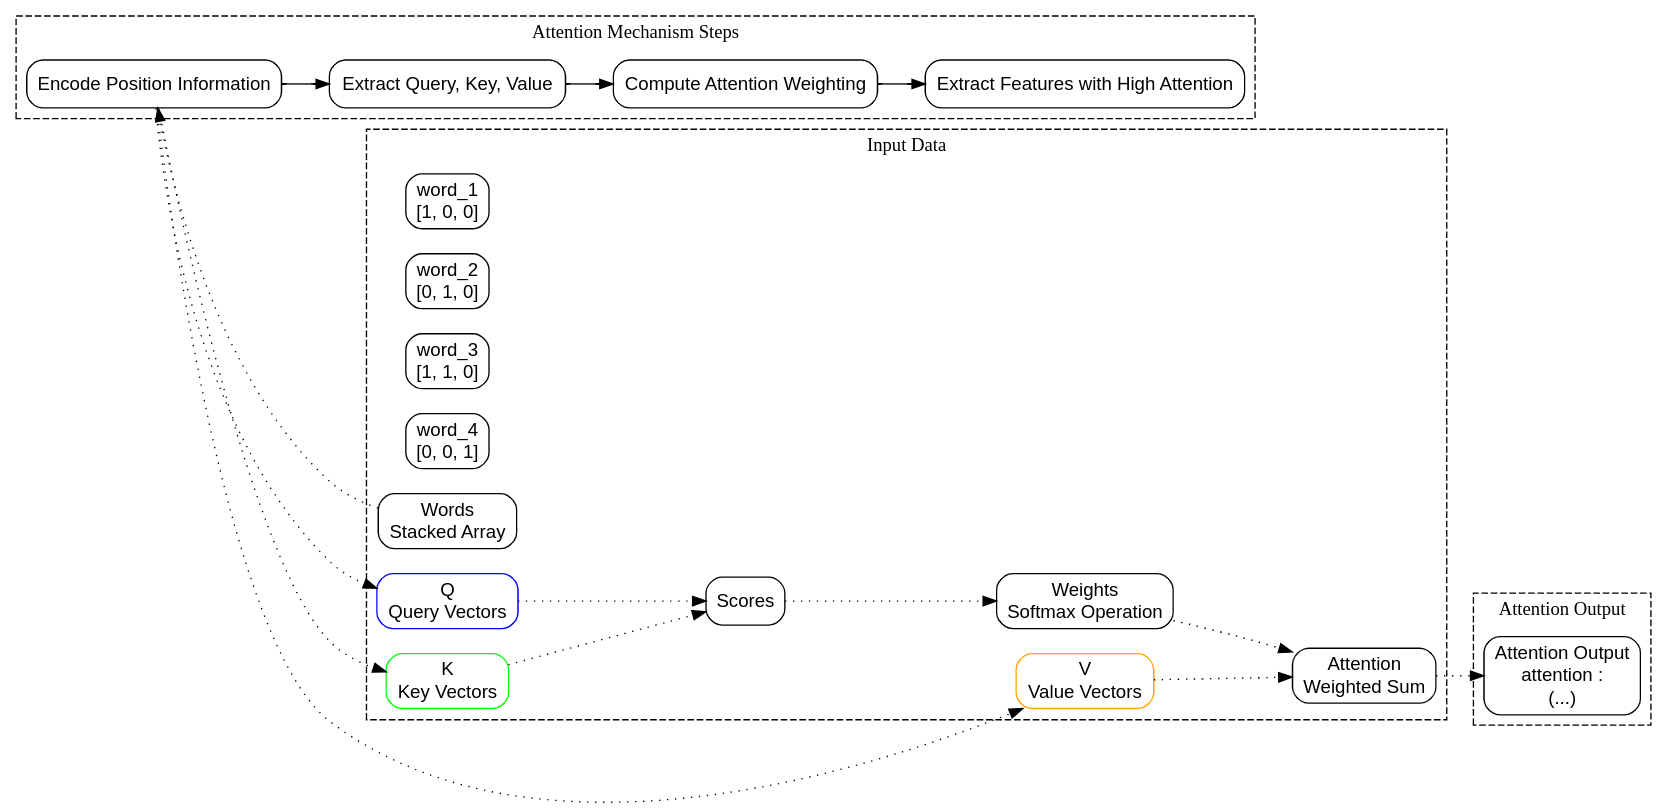 Attention Mechanism Steps
Encode Position Information
Extract Query, Key, Value
Compute Attention Weighting
Extract Features with High Attention
Input Data
word_1
[1, 0, 0]
word_2
[0, 1, 0]
word_3
[1, 1, 0]
word_4
[0, 0, 1]
Words
Stacked Array
Q
Query Vectors
K
Key Vectors
Scores
Weights
Softmax Operation
V
Value Vectors
Attention
Weighted Sum
Attention Output
Attention Output
attention :
(...)